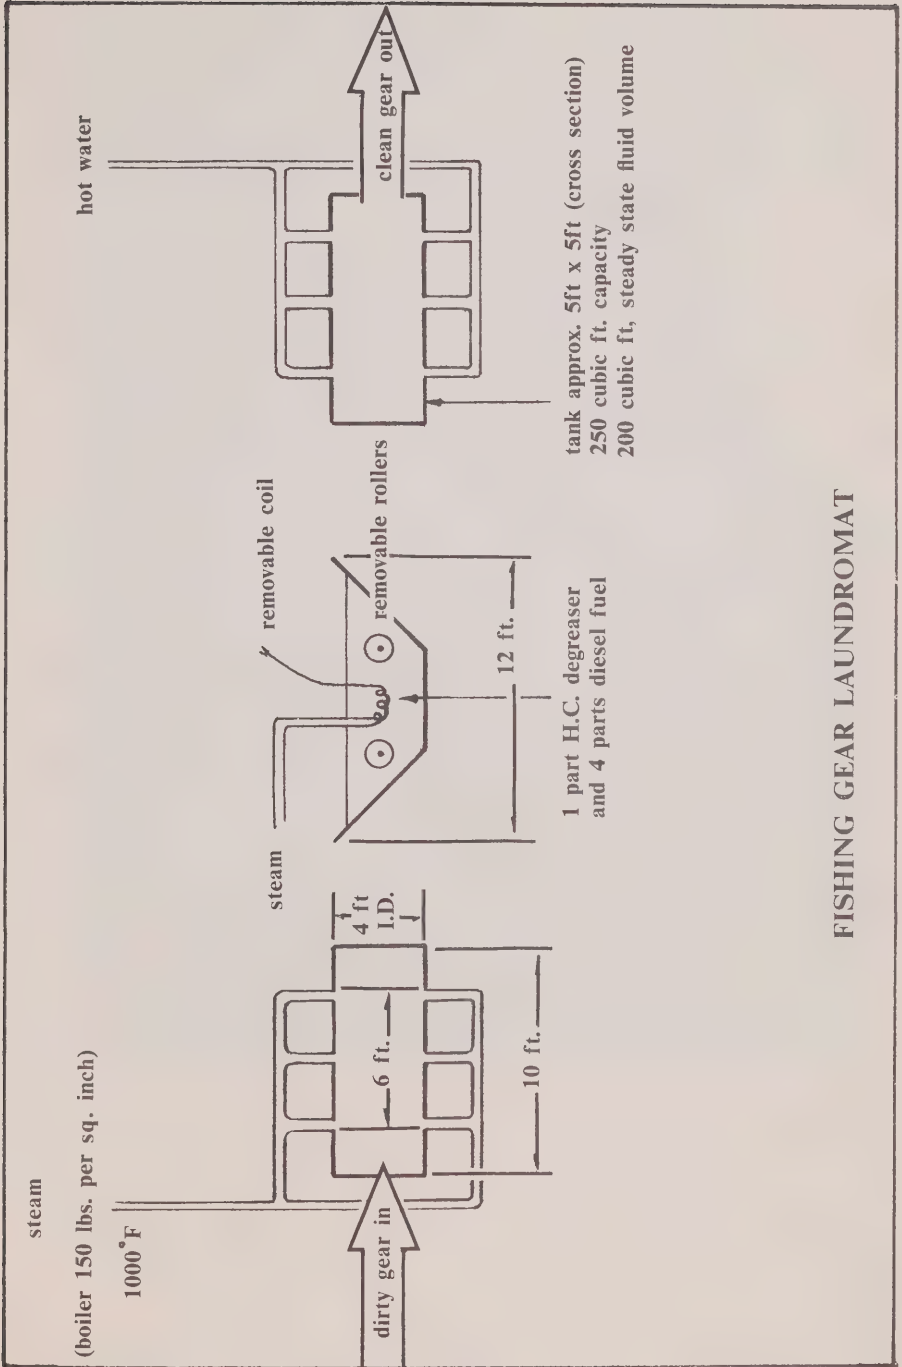 steam
(boiler 150 lbs. per sq. inch)
1000°F
dirty gear in
6 ft.
10 ft.
4 ft
I.D.
steam
removable coil
removable rollers
12 ft.
1 part H.C. degreaser
and 4 parts diesel fuel
hot water
clean gear out
tank approx. 5ft x 5ft (cross section)
250 cubic ft. capacity
200 cubic ft, steady state fluid volume
FISHING GEAR LAUNDROMAT